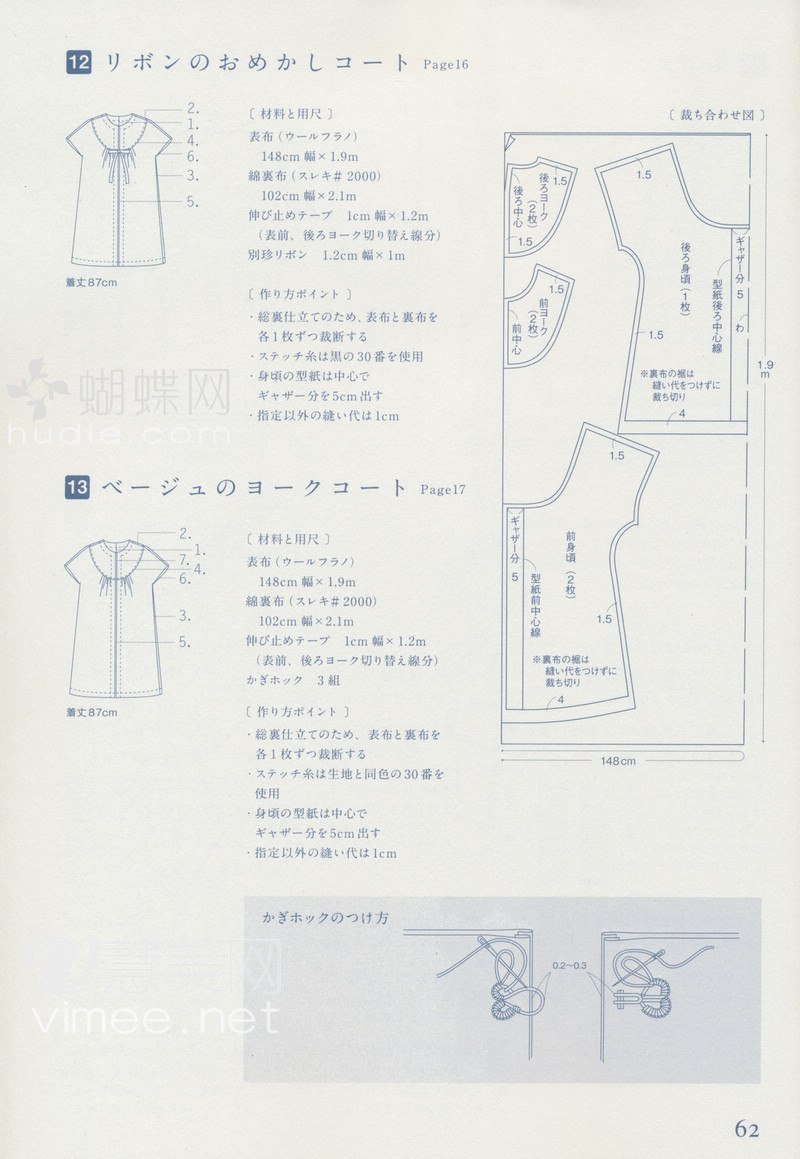 12 リボンのおめかしコート Page16
2.
1.
4.
6.
3.
5.
着丈87cm
〔 材料と用尺 〕
表布（ウールフラノ）
148cm 幅×1.9m
綿裏布（スレキ＃2000）
102cm 幅×2.1m
伸び止めテープ 1cm 幅×1.2m
（表前、後ろヨーク切り替え線分）
別珍リボン 1.2cm 幅×1m
〔 作り方ポイント 〕
・総裏仕立てのため、表布と裏布を
各1枚ずつ裁断する
・ステッチ糸は黒の30番を使用
・身頃の型紙は中心で
ギャザー分を5cm出す
・指定以外の縫い代は1cm
〔 裁ち合わせ図 〕
後ろヨーク（2枚）
後ろ中心
1.5
1.5
前ヨーク（2枚）
前中心
1.5
1.5
後ろ身頃（1枚）
型紙後ろ中心線
ギャザー分
5
わ
1.5
※裏布の裾は
縫い代をつけずに
裁ち切り
4
1.9
m
1.5
ギャザー分
5
型紙前中心線
前身頃（2枚）
1.5
※裏布の裾は
縫い代をつけずに
裁ち切り
4
148cm
13 ベージュのヨークコート Page17
2.
1.
7.
4.
6.
3.
5.
着丈87cm
〔 材料と用尺 〕
表布（ウールフラノ）
148cm 幅×1.9m
綿裏布（スレキ＃2000）
102cm 幅×2.1m
伸び止めテープ 1cm 幅×1.2m
（表前、後ろヨーク切り替え線分）
かぎホック 3組
〔 作り方ポイント 〕
・総裏仕立てのため、表布と裏布を
各1枚ずつ裁断する
・ステッチ糸は生地と同色の30番を
使用
・身頃の型紙は中心で
ギャザー分を5cm出す
・指定以外の縫い代は1cm
かぎホックのつけ方
0.2〜0.3
蝴蝶网
hudie.com
vimee.net
62